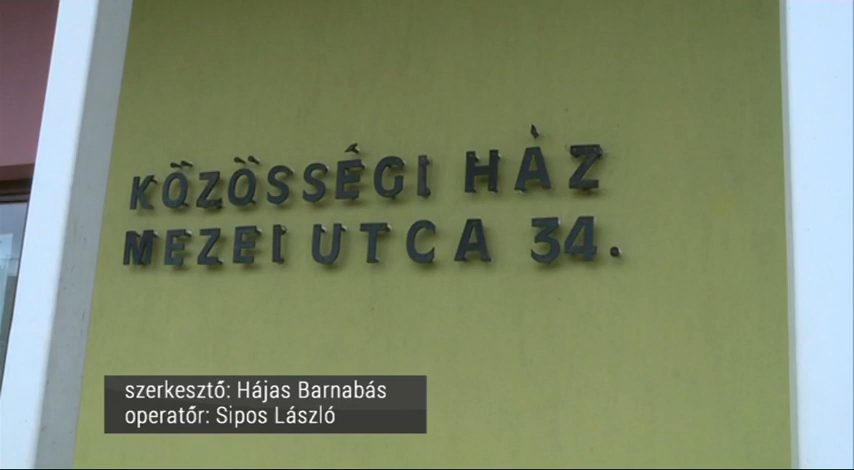 KÖZÖSSÉGI HÁZ
MEZEI UTCA 34.
szerkesztő: Hájas Barnabás
operatőr: Sipos László